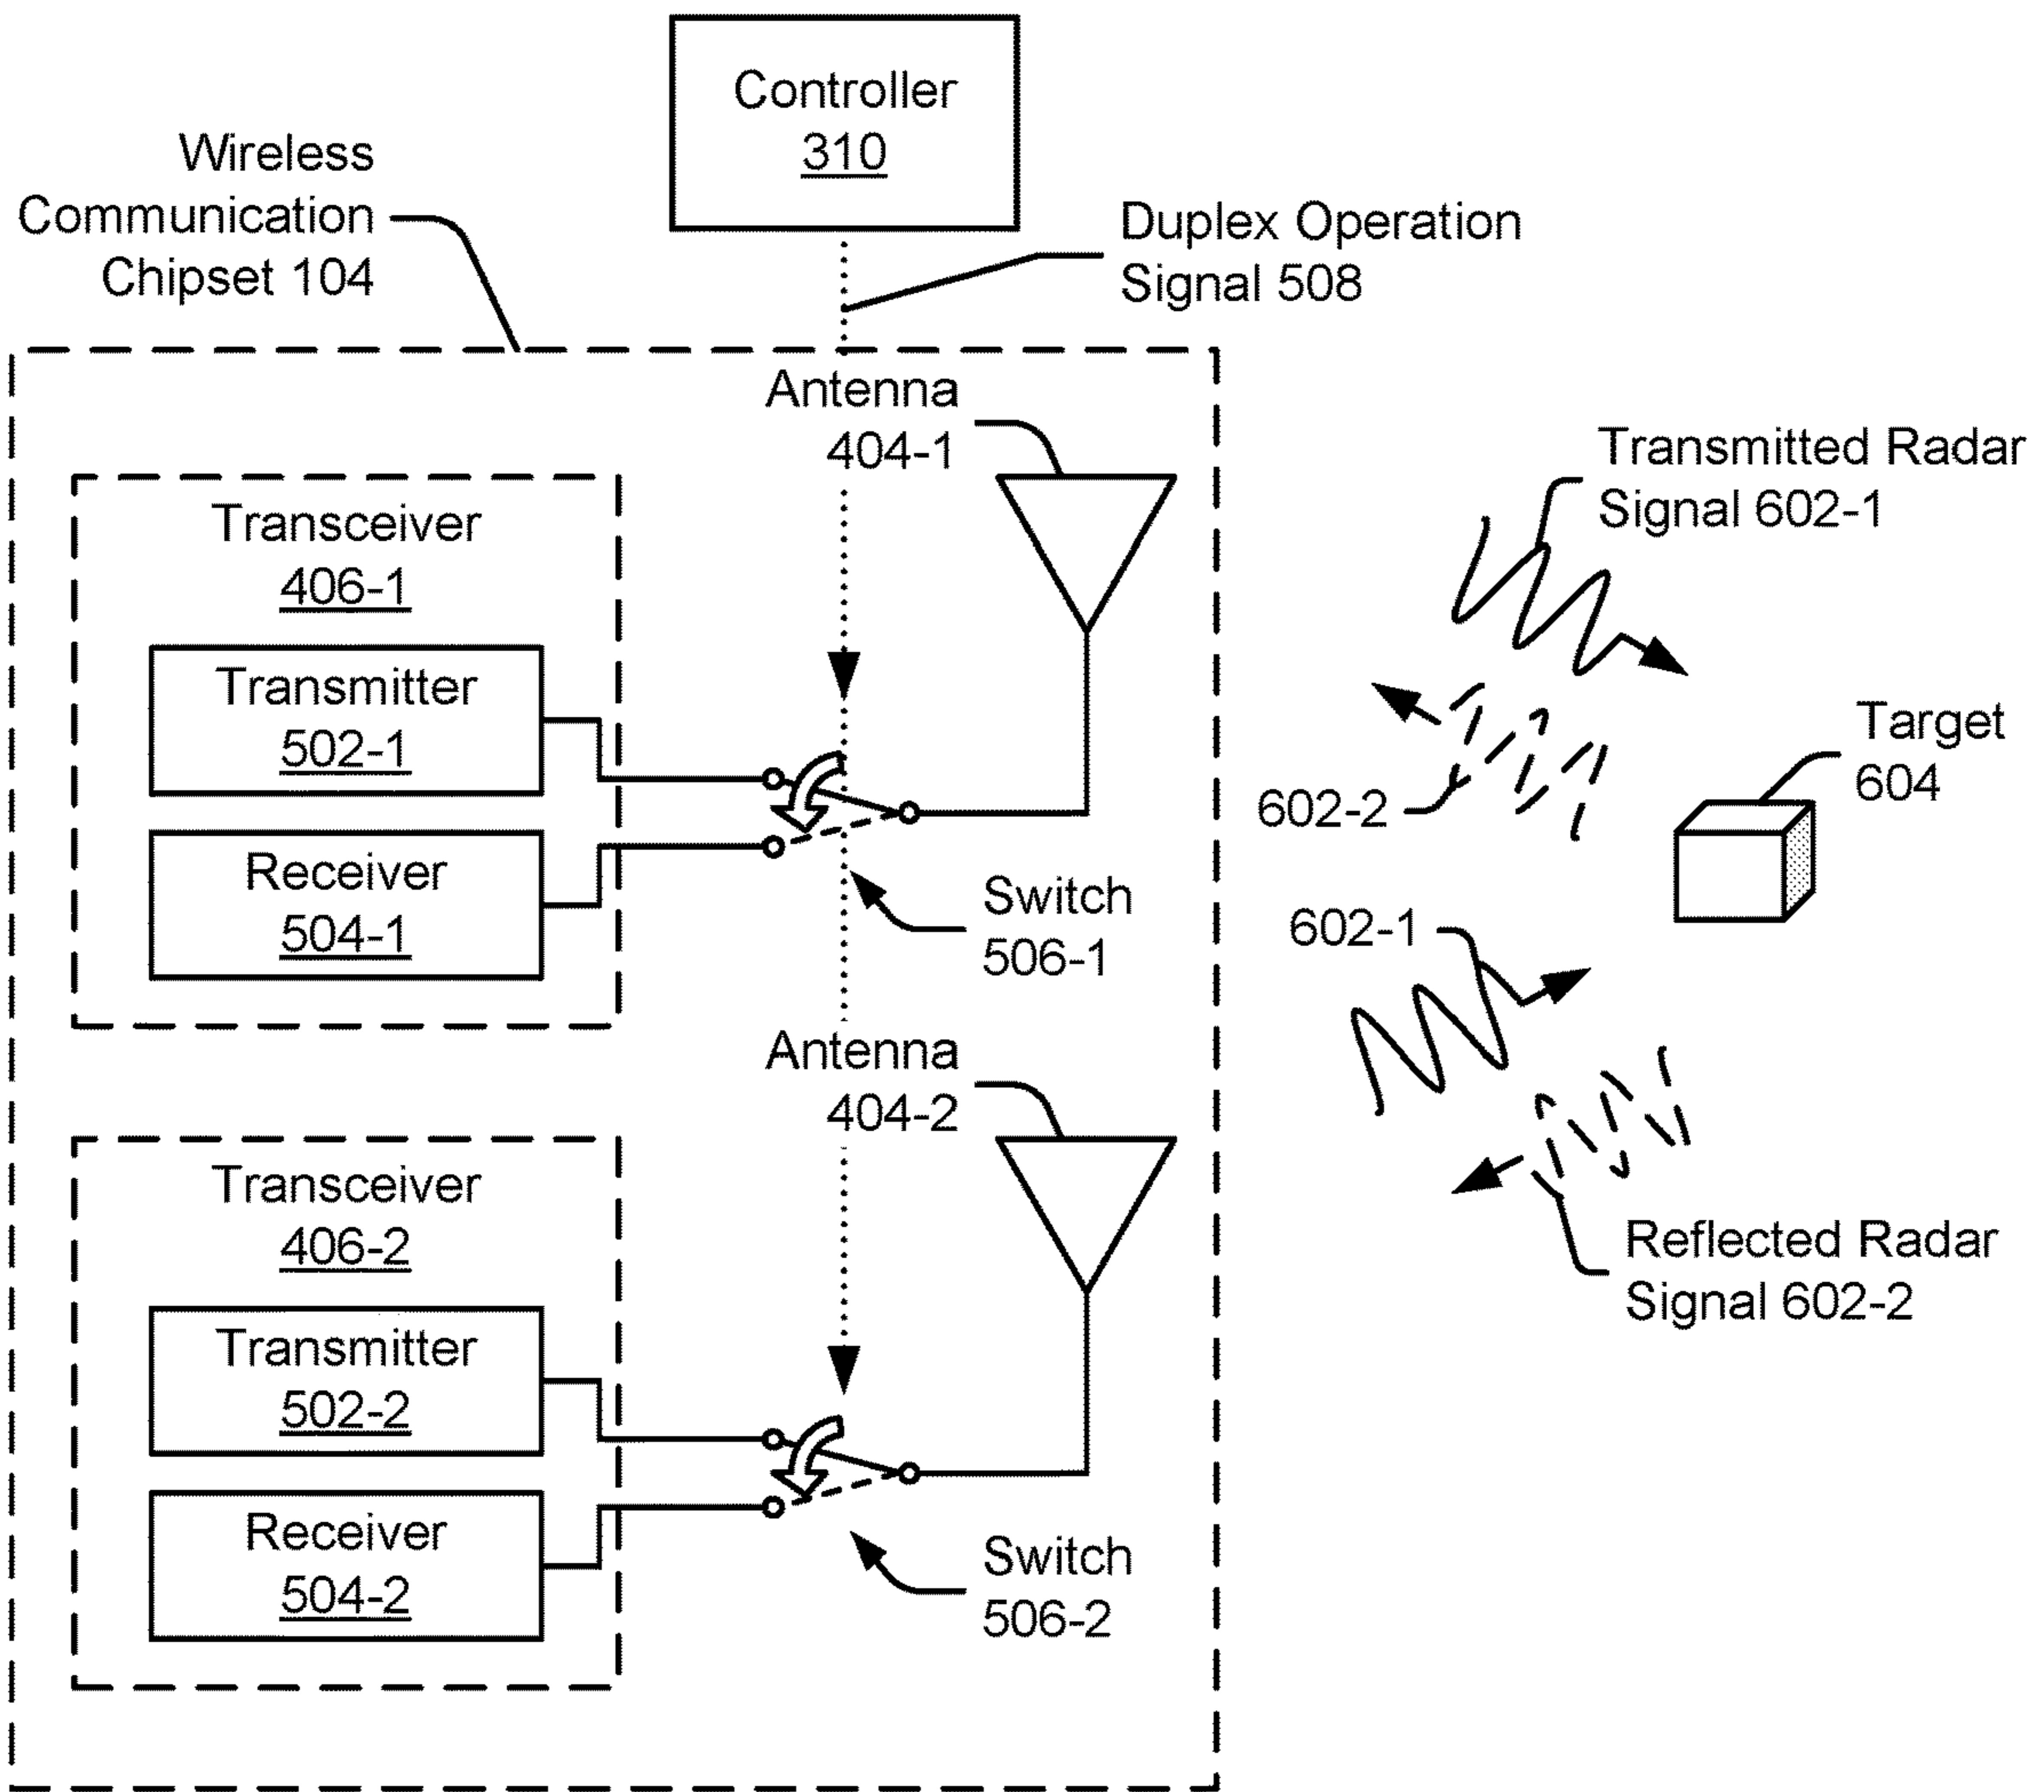 Controller
310
Wireless
Communication
Chipset 104
Duplex Operation
Signal 508
Antenna
404-1
Transmitted Radar
Signal 602-1
Transceiver
406-1
Transmitter
502-1
Receiver
504-1
Switch
506-1
602-2
Target
604
602-1
Antenna
404-2
Transceiver
406-2
Transmitter
502-2
Receiver
504-2
Switch
506-2
Reflected Radar
Signal 602-2